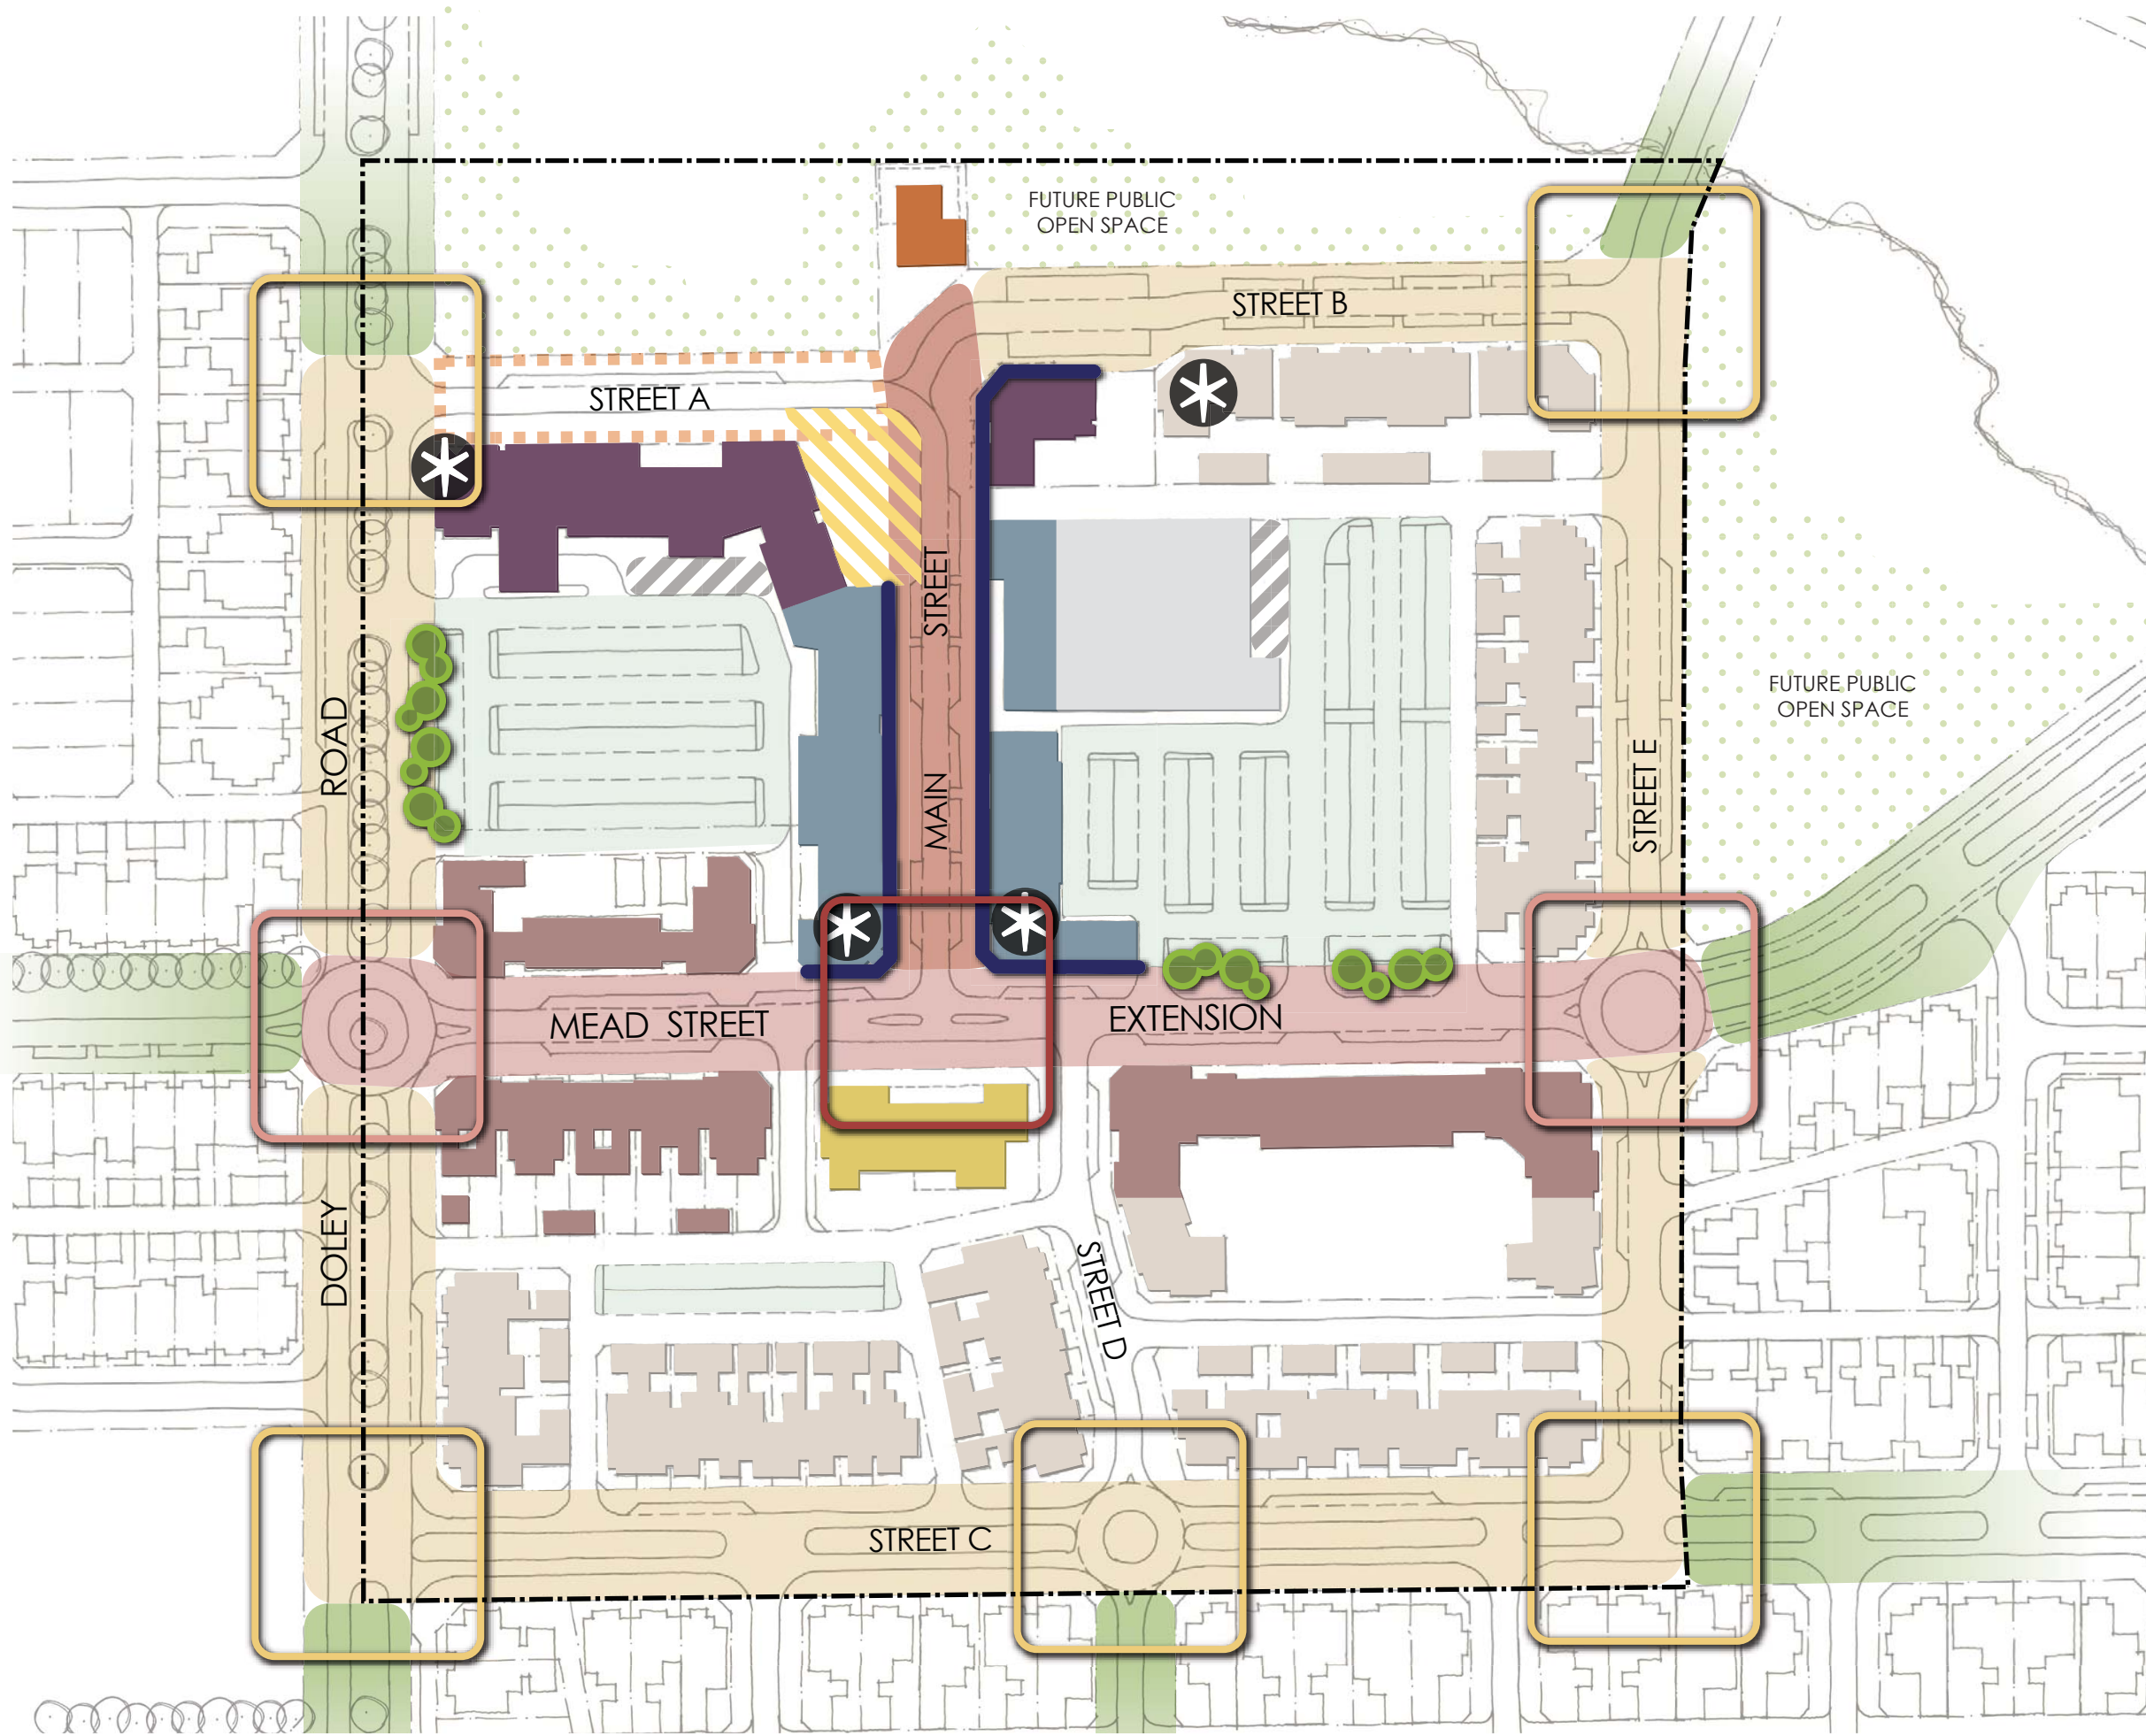 FUTURE PUBLIC
OPEN SPACE
STREET B
STREET A
MAIN STREET
FUTURE PUBLIC
OPEN SPACE
DOLEY ROAD
STREET E
MEAD STREET EXTENSION
STREET D
STREET C